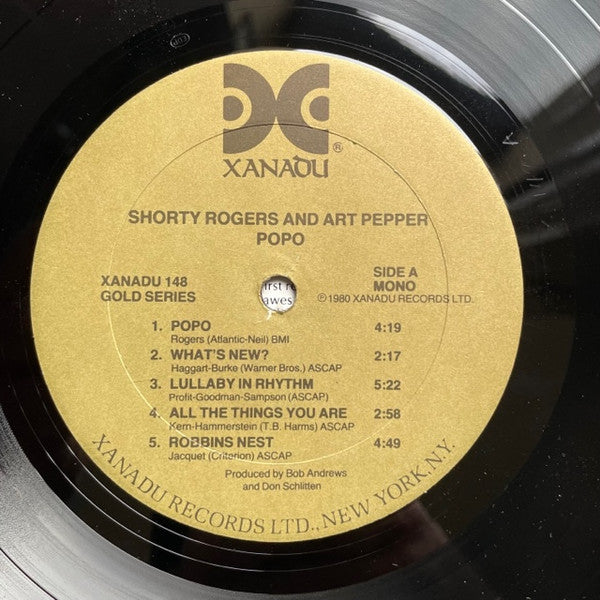 XANADU®
SHORTY ROGERS AND ART PEPPER
POPO
XANADU 148
GOLD SERIES
SIDE A
MONO
℗1980 XANADU RECORDS LTD.
awes
1. POPO 4:19
Rogers (Atlantic-Neil) BMI
2. WHAT'S NEW? 2:17
Haggart-Burke (Warner Bros.) ASCAP
3. LULLABY IN RHYTHM 5:22
Profit-Goodman-Sampson (ASCAP)
4. ALL THE THINGS YOU ARE 2:58
Kern-Hammerstein (T.B. Harms) ASCAP
5. ROBBINS NEST 4:49
Jacquet (Criterion) ASCAP
Produced by Bob Andrews
and Don Schlitten
XANADU RECORDS LTD., NEW YORK, N.Y.